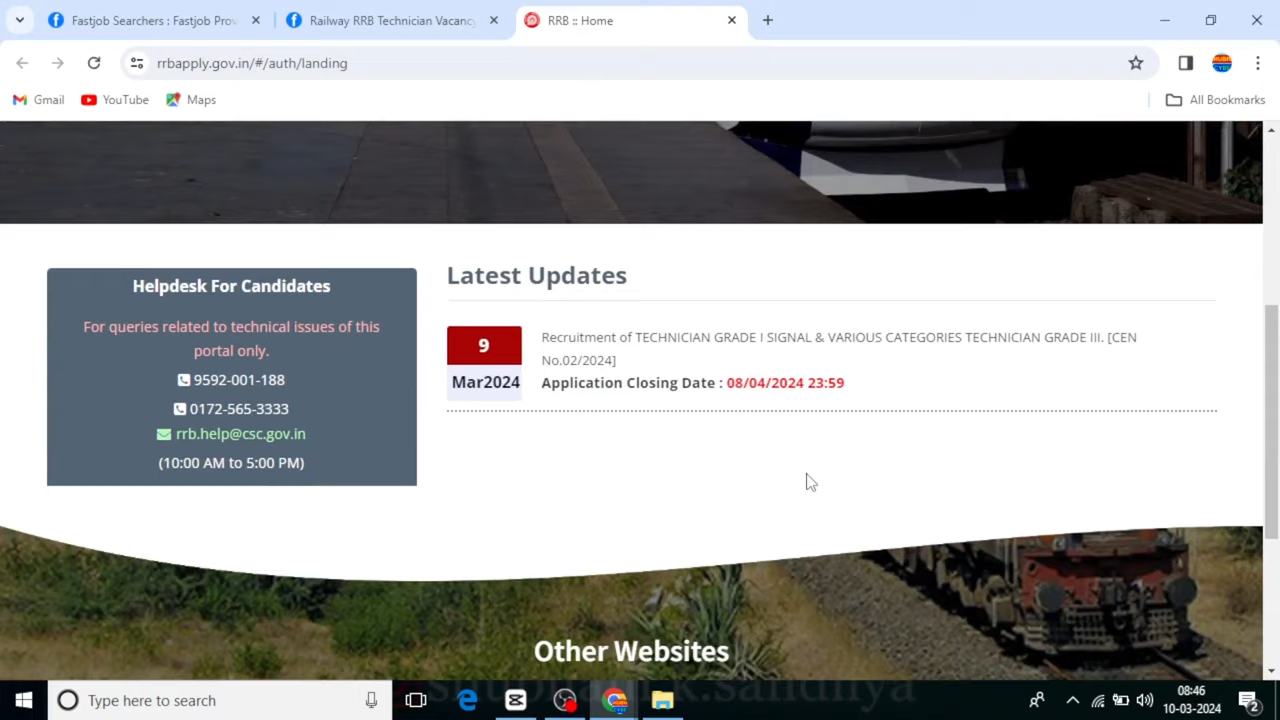 Fastjob Searchers : Fastjob Prov
Railway RRB Technician Vacancy
RRB :: Home
rrbapply.gov.in/#/auth/landing
Gmail
YouTube
Maps
All Bookmarks
Helpdesk For Candidates
For queries related to technical issues of this
portal only.
9592-001-188
0172-565-3333
rrb.help@csc.gov.in
(10:00 AM to 5:00 PM)
Latest Updates
9
Mar2024
Recruitment of TECHNICIAN GRADE I SIGNAL & VARIOUS CATEGORIES TECHNICIAN GRADE III. [CEN
No.02/2024]
Application Closing Date : 08/04/2024 23:59
Other Websites
Type here to search
08:46
10-03-2024
2